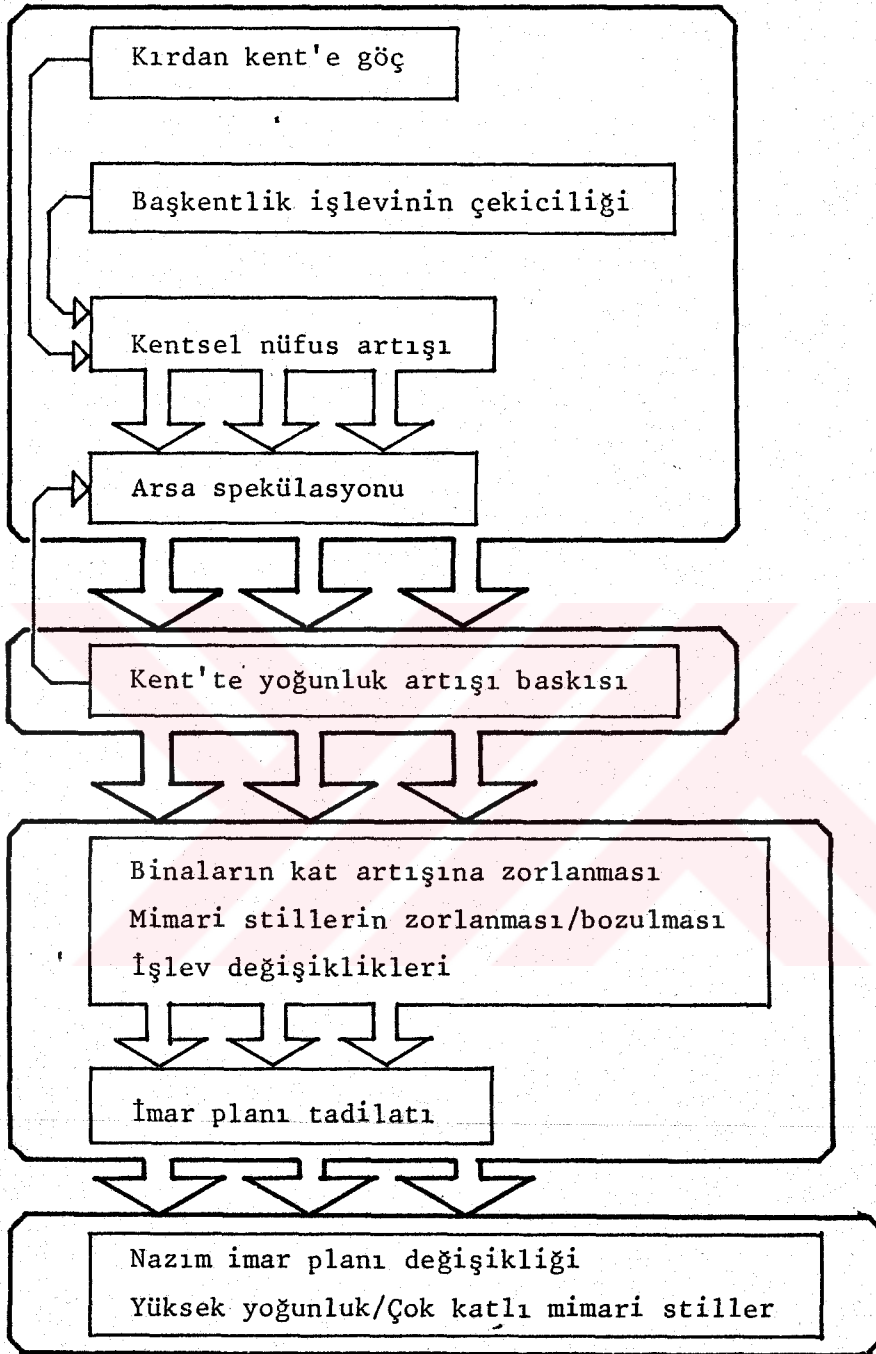 Kırdan kent'e göç
Başkentlik işlevinin çekiciliği
Kentsel nüfus artışı
Arsa spekülasyonu
Kent'te yoğunluk artışı baskısı
Binaların kat artışına zorlanması
Mimari stillerin zorlanması/bozulması
İşlev değişiklikleri
İmar planı tadilatı
Nazım imar planı değişikliği
Yüksek yoğunluk/Çok katlı mimari stiller